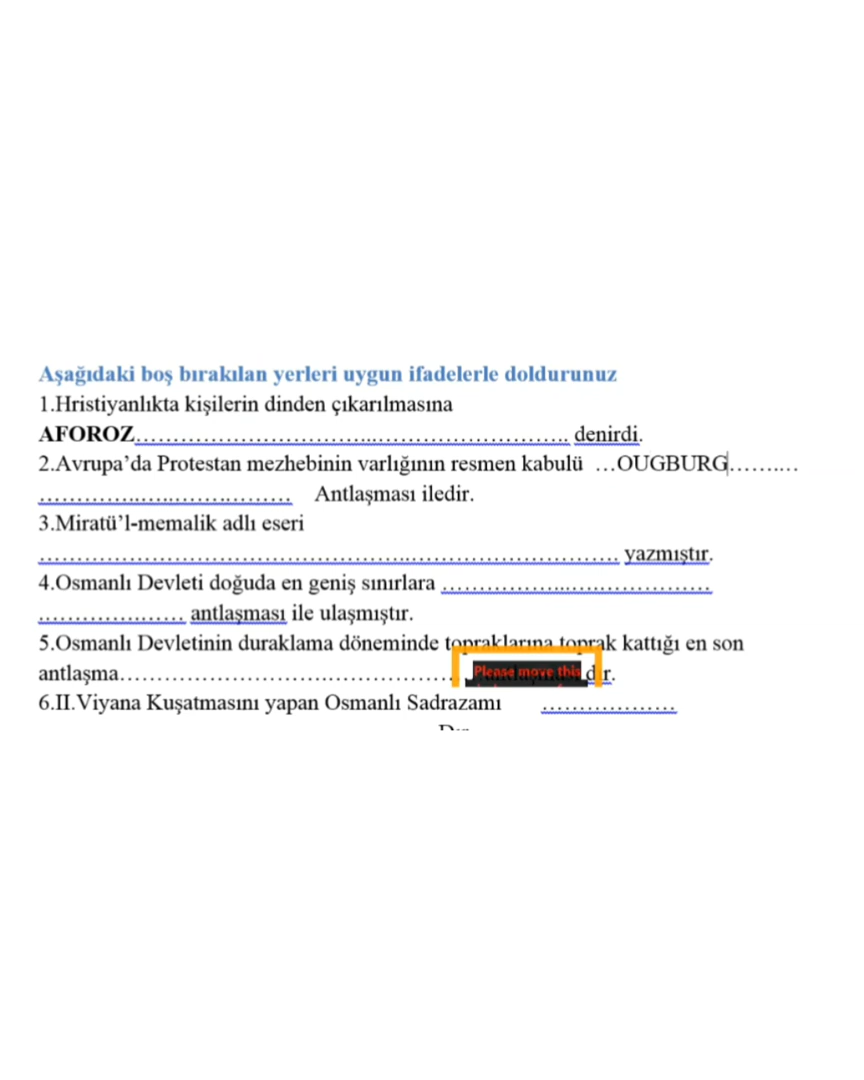 Aşağıdaki boş bırakılan yerleri uygun ifadelerle doldurunuz
1.Hristiyanlıkta kişilerin dinden çıkarılmasına
AFOROZ…………………………...……………………. denirdi.
2.Avrupa’da Protestan mezhebinin varlığının resmen kabulü …OUGBURG………
………….…..…………… Antlaşması iledir.
3.Miratü’l-memalik adlı eseri
…………………………………………..………………………. yazmıştır.
4.Osmanlı Devleti doğuda en geniş sınırlara ……………..…………………
……………….. antlaşması ile ulaşmıştır.
5.Osmanlı Devletinin duraklama döneminde topraklarına toprak kattığı en son
antlaşma……………………………………… Please move this dır.
6.II.Viyana Kuşatmasını yapan Osmanlı Sadrazamı ………………